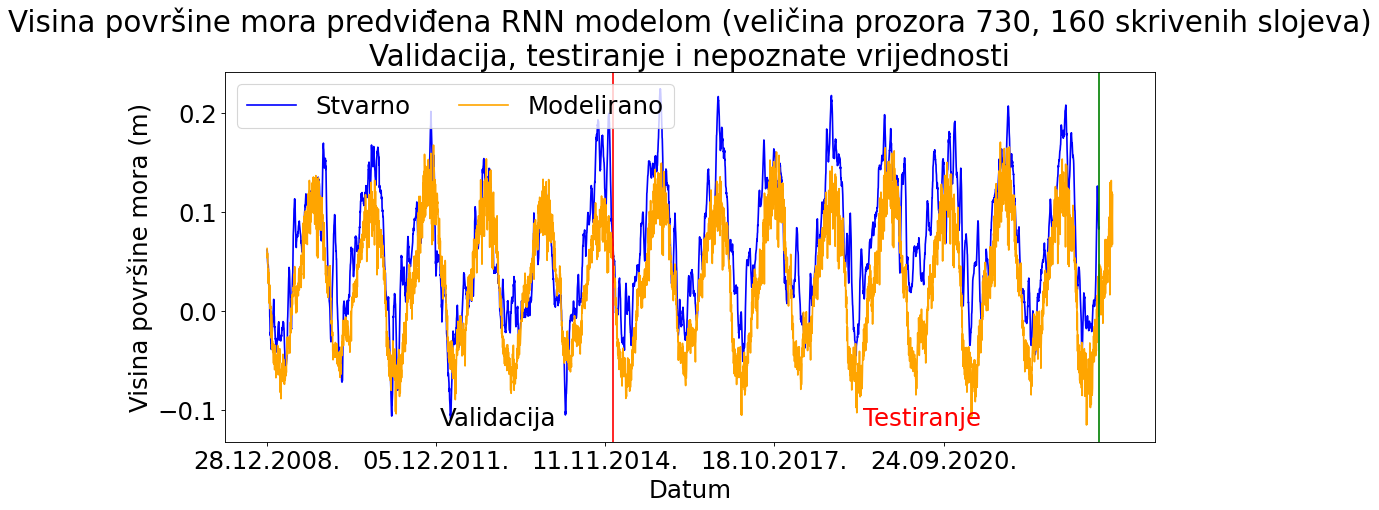 Visina površine mora predviđena RNN modelom (veličina prozora 730, 160 skrivenih slojeva)
Validacija, testiranje i nepoznate vrijednosti
Stvarno Modelirano
Visina površine mora (m)
0.2
0.1
0.0
−0.1
Validacija Testiranje
28.12.2008. 05.12.2011. 11.11.2014. 18.10.2017. 24.09.2020.
Datum